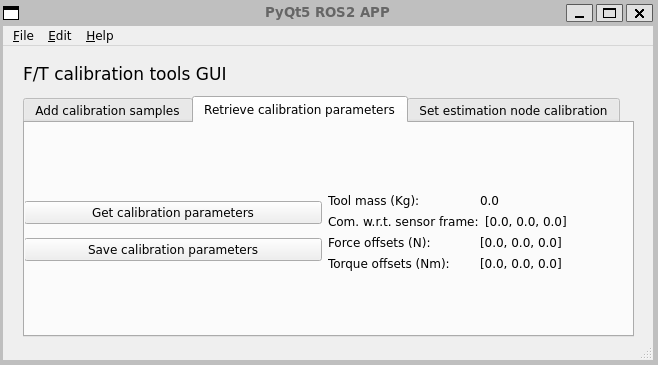 PyQt5 ROS2 APP
File Edit Help
F/T calibration tools GUI
Add calibration samples Retrieve calibration parameters Set estimation node calibration
Get calibration parameters
Save calibration parameters
Tool mass (Kg): 0.0
Com. w.r.t. sensor frame: [0.0, 0.0, 0.0]
Force offsets (N): [0.0, 0.0, 0.0]
Torque offsets (Nm): [0.0, 0.0, 0.0]